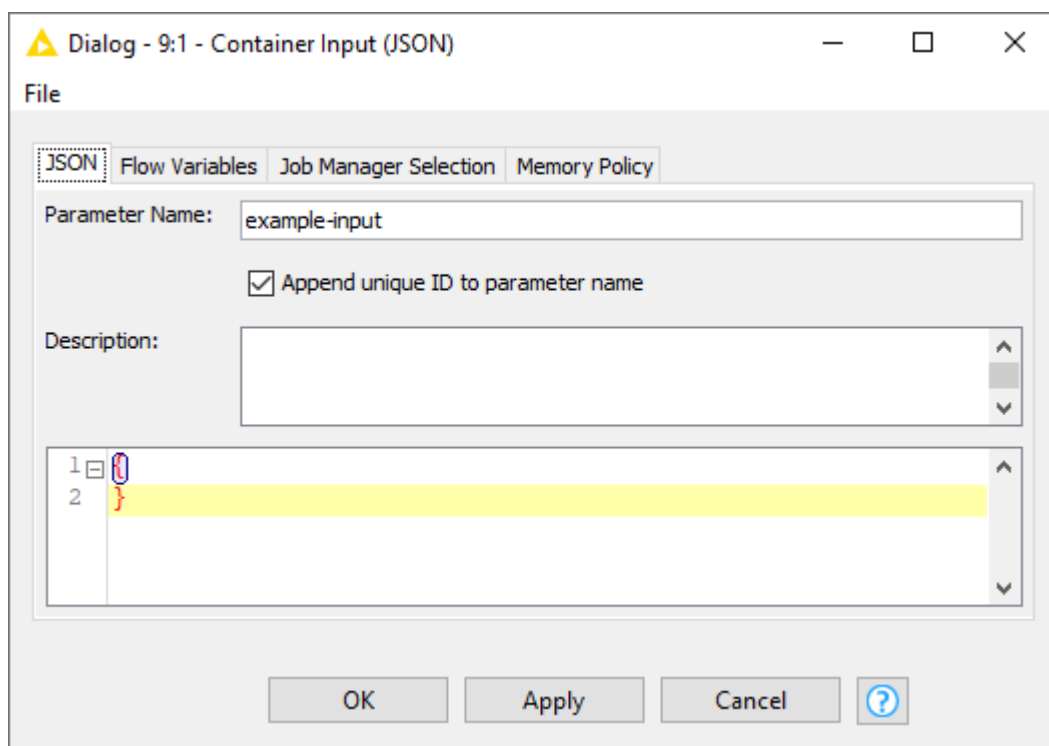 Dialog - 9:1 - Container Input (JSON)
File
JSON Flow Variables Job Manager Selection Memory Policy
Parameter Name: example-input
Append unique ID to parameter name
Description:
1 {
2 }
OK Apply Cancel ?